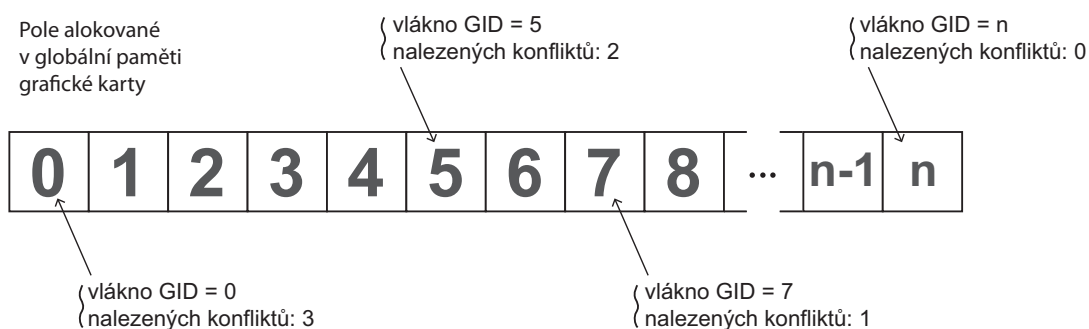 Pole alokované
v globální paměti
grafické karty
vlákno GID = 5
nalezených konfliktů: 2
vlákno GID = n
nalezených konfliktů: 0
0 1 2 3 4 5 6 7 8 ... n-1 n
vlákno GID = 0
nalezených konfliktů: 3
vlákno GID = 7
nalezených konfliktů: 1